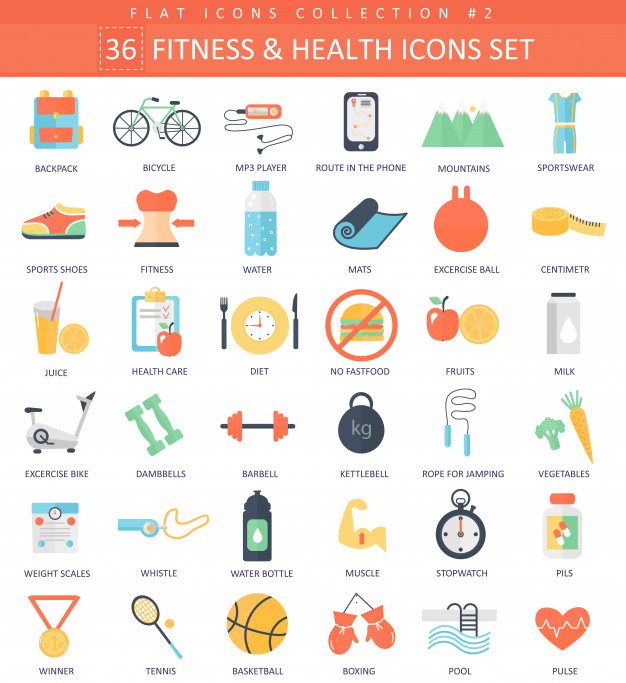 FLAT ICONS COLLECTION #2
36 FITNESS & HEALTH ICONS SET
BACKPACK BICYCLE MP3 PLAYER ROUTE IN THE PHONE MOUNTAINS SPORTSWEAR
SPORTS SHOES FITNESS WATER MATS EXCERCISE BALL CENTIMETR
JUICE HEALTH CARE DIET NO FASTFOOD FRUITS MILK
kg
EXCERCISE BIKE DAMBBELLS BARBELL KETTLEBELL ROPE FOR JAMPING VEGETABLES
WEIGHT SCALES WHISTLE WATER BOTTLE MUSCLE STOPWATCH PILS
WINNER TENNIS BASKETBALL BOXING POOL PULSE